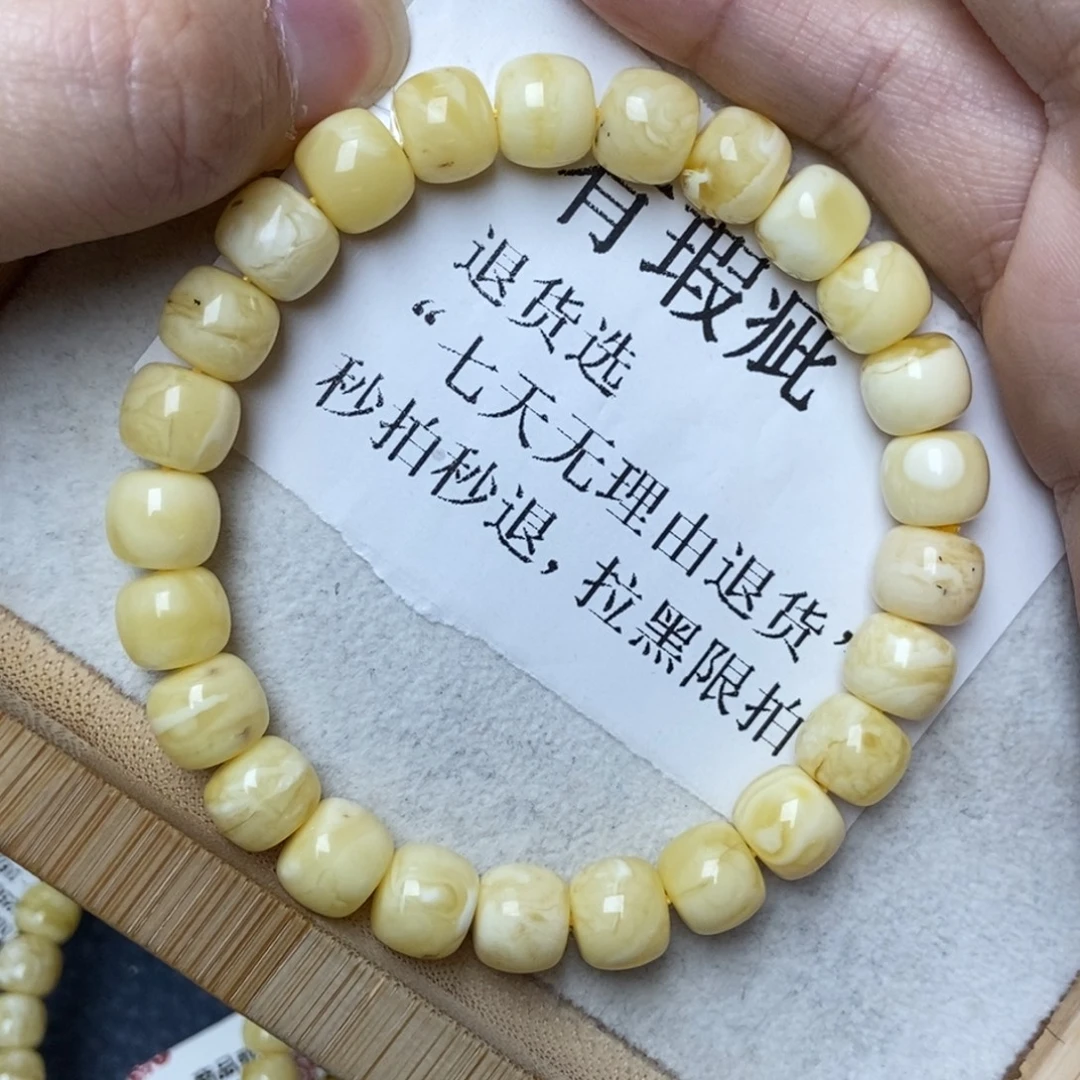 有瑕疵
退货选
“七天无理由退货，
秒拍秒退，拉黑限拍